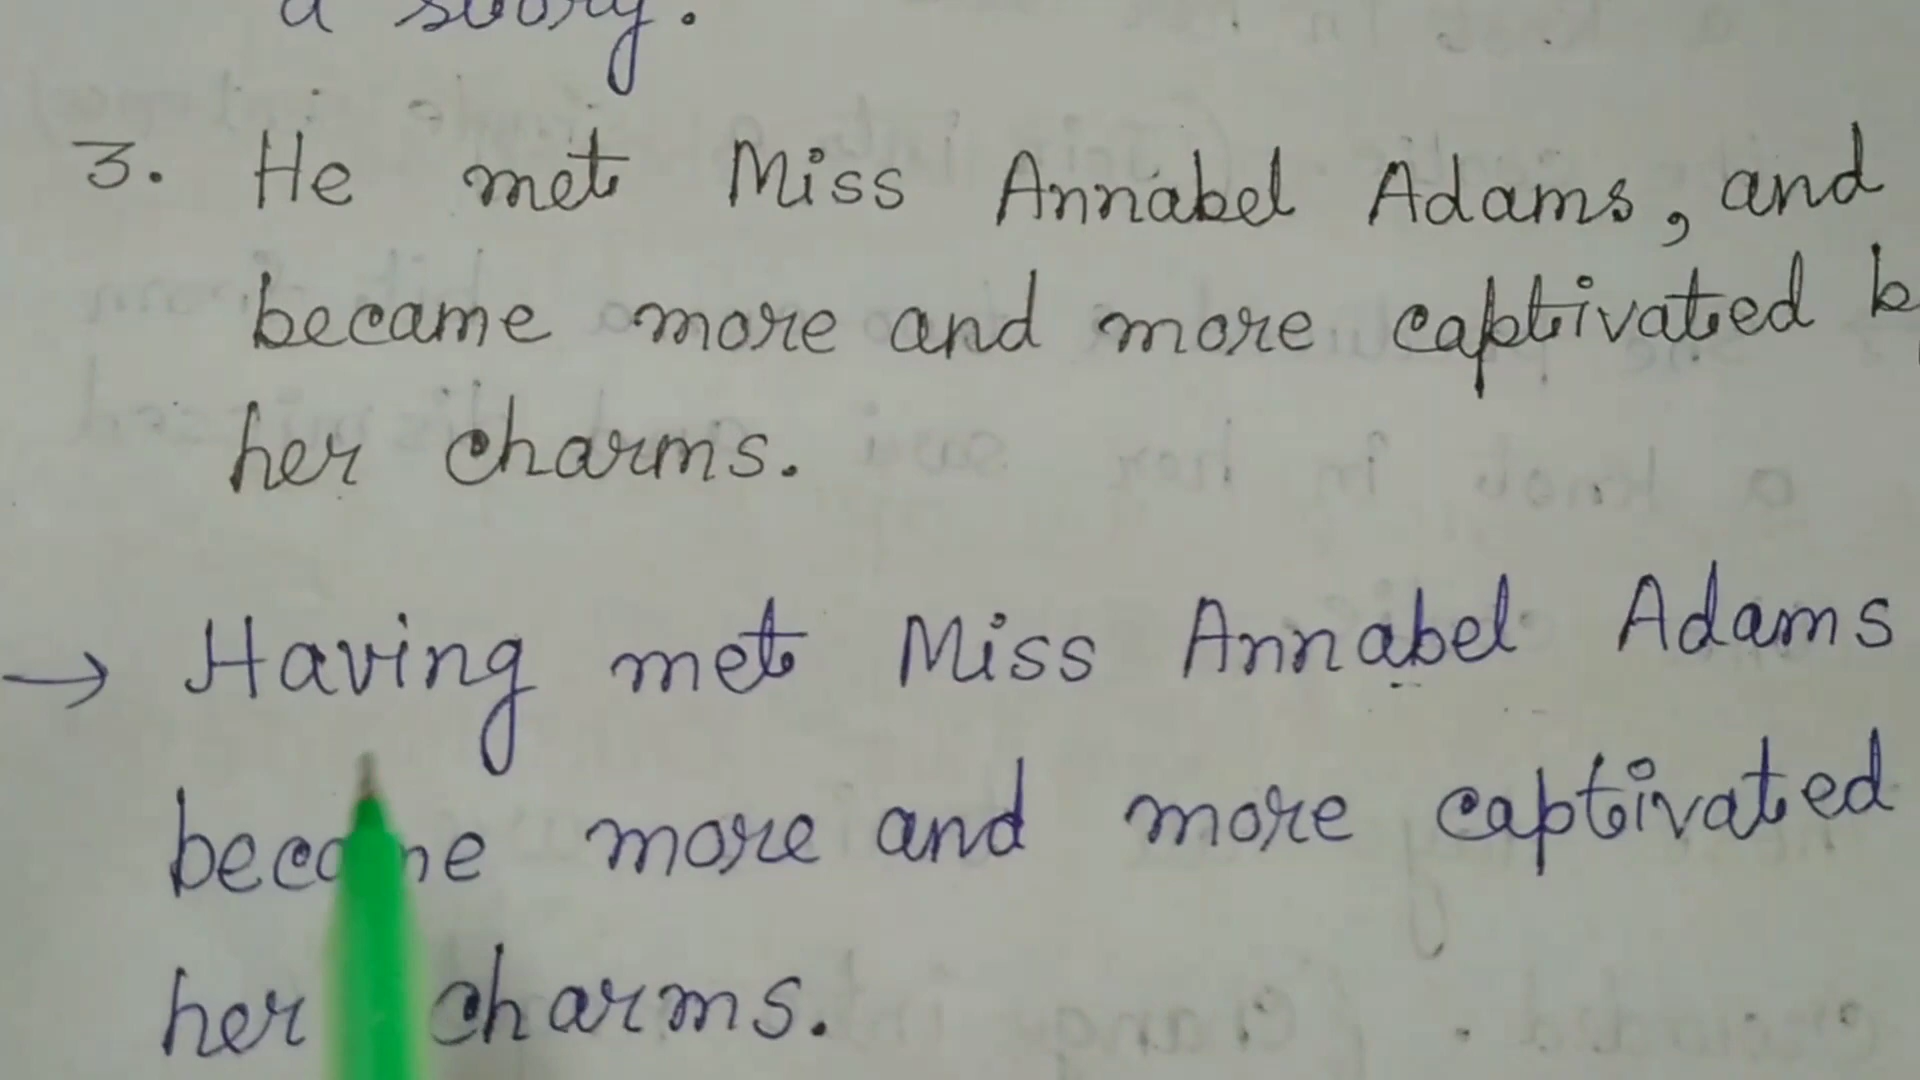 a story.
3. He met Miss Annabel Adams, and
became more and more captivated
her charms.
→ Having met Miss Annabel Adams
became more and more captivated
her charms.